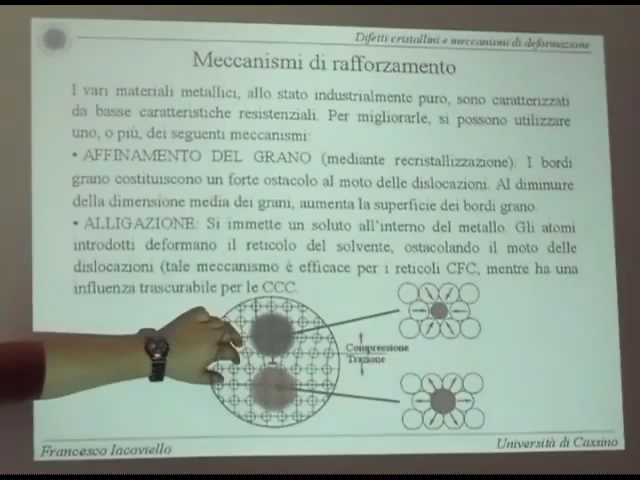 Difetti cristallini e meccanismi di deformazione
Meccanismi di rafforzamento
I vari materiali metallici, allo stato industrialmente puro, sono caratterizzati
da basse caratteristiche resistenziali. Per migliorarle, si possono utilizzare
uno, o più, dei seguenti meccanismi:
• AFFINAMENTO DEL GRANO (mediante recristallizzazione): I bordi
grano costituiscono un forte ostacolo al moto delle dislocazioni. Al diminuire
della dimensione media dei grani, aumenta la superficie dei bordi grano.
• ALLIGAZIONE: Si immette un soluto all'interno del metallo. Gli atomi
introdotti deformano il reticolo del solvente, ostacolando il moto delle
dislocazioni (tale meccanismo è efficace per i reticoli CFC, mentre ha una
influenza trascurabile per le CCC.
Compressione
Trazione
Francesco Iacoviello
Università di Cassino